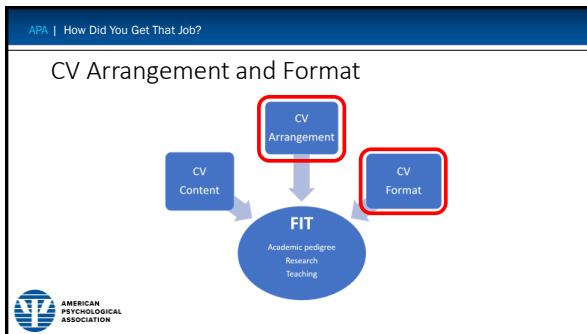 APA | How Did You Get That Job?
CV Arrangement and Format
CV
Arrangement
CV
Content
CV
Format
FIT
Academic pedigree
Research
Teaching
AMERICAN
PSYCHOLOGICAL
ASSOCIATION